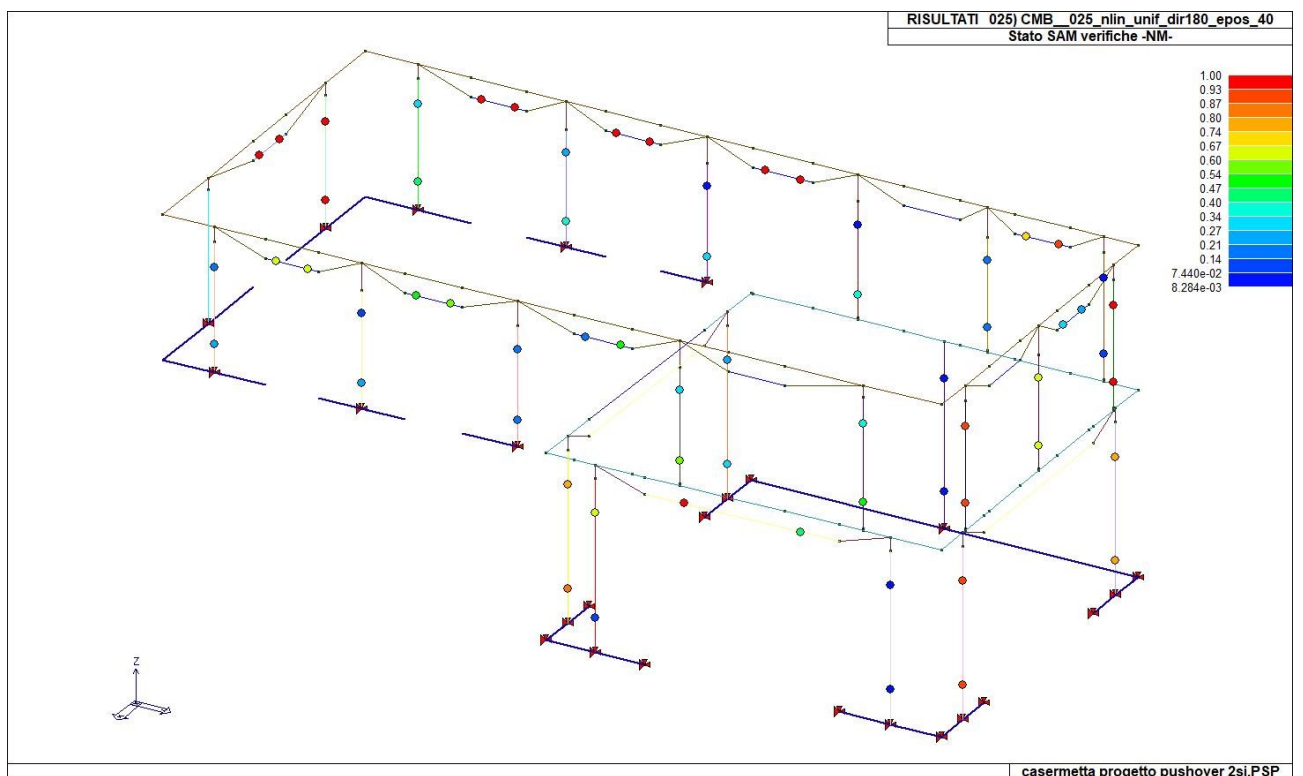 RISULTATI 025) CMB__025_nlin_unif_dir180_epos_40
Stato SAM verifiche -NM-
1.00
0.93
0.87
0.80
0.74
0.67
0.60
0.54
0.47
0.40
0.34
0.27
0.21
0.14
7.440e-02
8.284e-03
Z
casermetta progetto pushover 2si.PSP